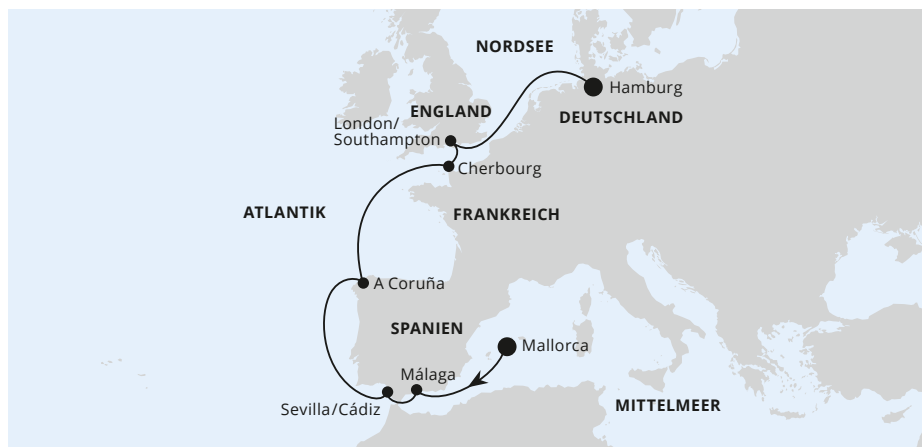 NORDSEE
Hamburg
ENGLAND
DEUTSCHLAND
London/
Southampton
Cherbourg
ATLANTIK
FRANKREICH
A Coruña
SPANIEN
Mallorca
Málaga
Sevilla/Cádiz
MITTELMEER